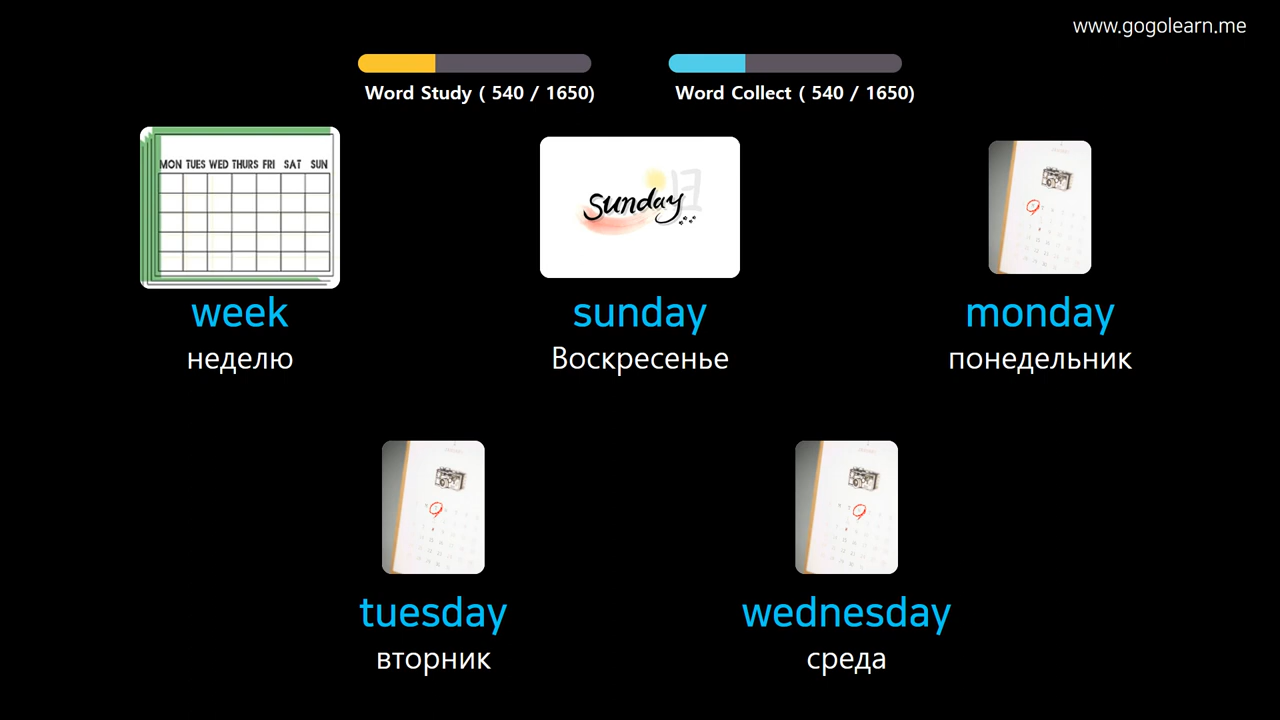 www.gogolearn.me
Word Study ( 540 / 1650)
Word Collect ( 540 / 1650)
MON TUES WED THURS FRI SAT SUN
Sunday
week
sunday
monday
неделю
Воскресенье
понедельник
tuesday
wednesday
вторник
среда